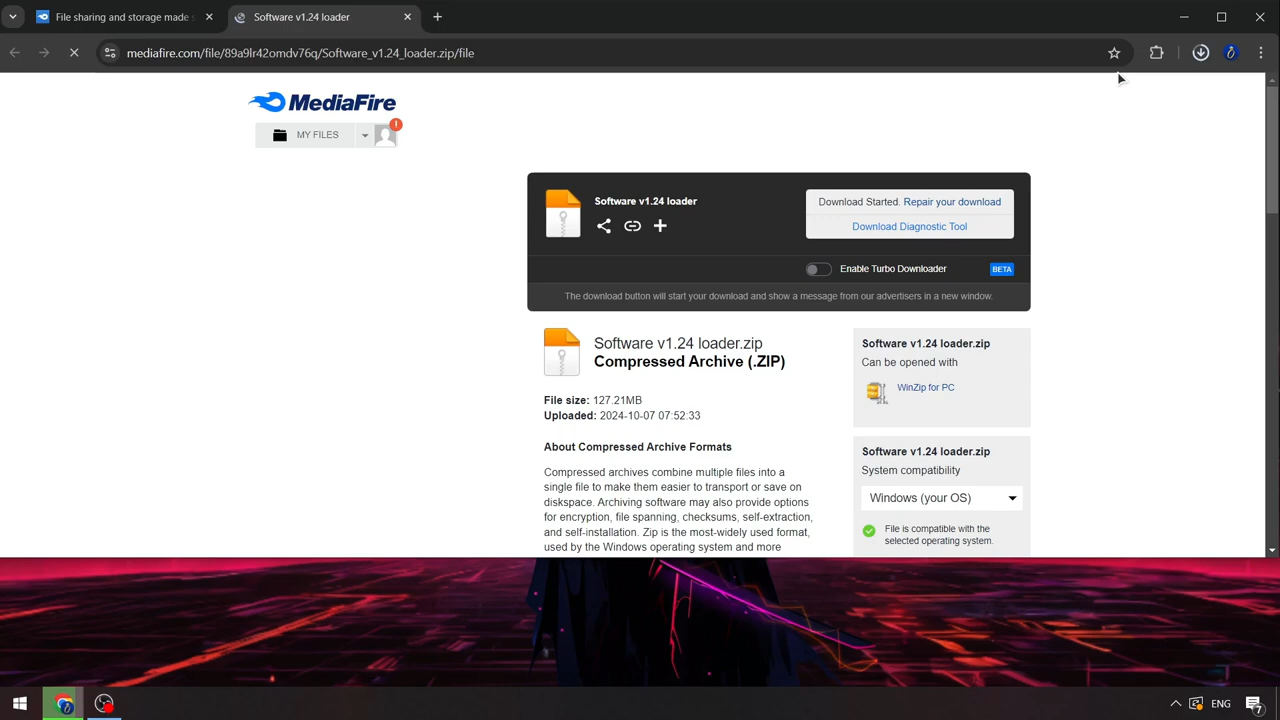 File sharing and storage made s
Software v1.24 loader
mediafire.com/file/89a9lr42omdv76q/Software_v1.24_loader.zip/file
MediaFire
MY FILES
!
Software v1.24 loader
Download Started. Repair your download
Download Diagnostic Tool
Enable Turbo Downloader
BETA
The download button will start your download and show a message from our advertisers in a new window.
Software v1.24 loader.zip
Compressed Archive (.ZIP)
File size: 127.21MB
Uploaded: 2024-10-07 07:52:33
About Compressed Archive Formats
Compressed archives combine multiple files into a
single file to make them easier to transport or save on
diskspace. Archiving software may also provide options
for encryption, file spanning, checksums, self-extraction,
and self-installation. Zip is the most-widely used format,
used by the Windows operating system and more
Software v1.24 loader.zip
Can be opened with
WinZip for PC
Software v1.24 loader.zip
System compatibility
Windows (your OS)
File is compatible with the
selected operating system.
ENG
7